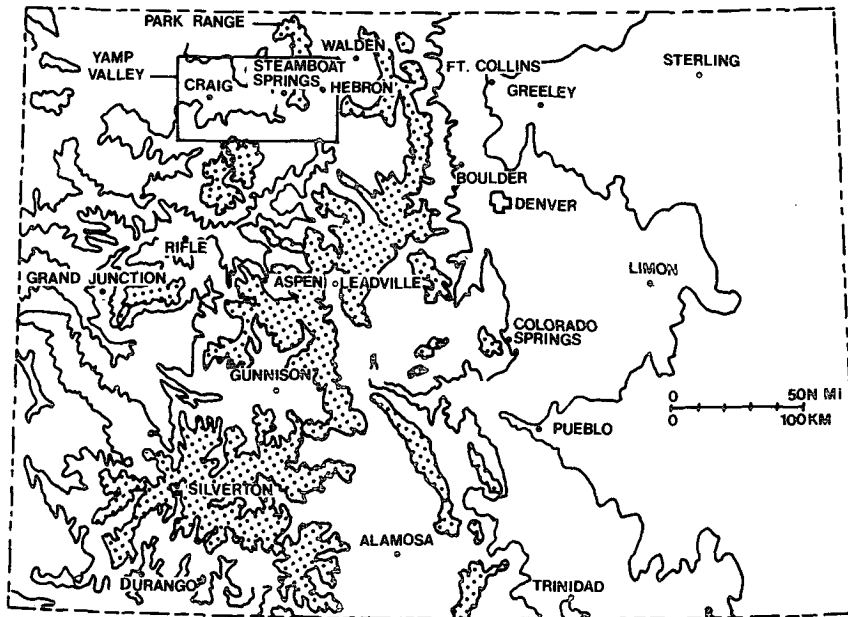 PARK RANGE
YAMP
VALLEY
WALDEN
STEAMBOAT
SPRINGS
CRAIG
HEBRON
FT. COLLINS
GREELEY
STERLING
BOULDER
DENVER
RIFLE
GRAND JUNCTION
ASPEN
LEADVILLE
LIMON
COLORADO
SPRINGS
GUNNISON
0 50N Mi
0 100KM
PUEBLO
SILVERTON
ALAMOSA
DURANGO
TRINIDAD